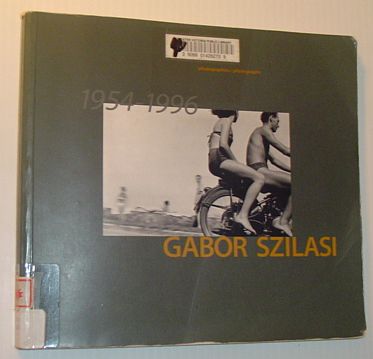 photographies / photographs
1954-1996
GABOR SZILASI